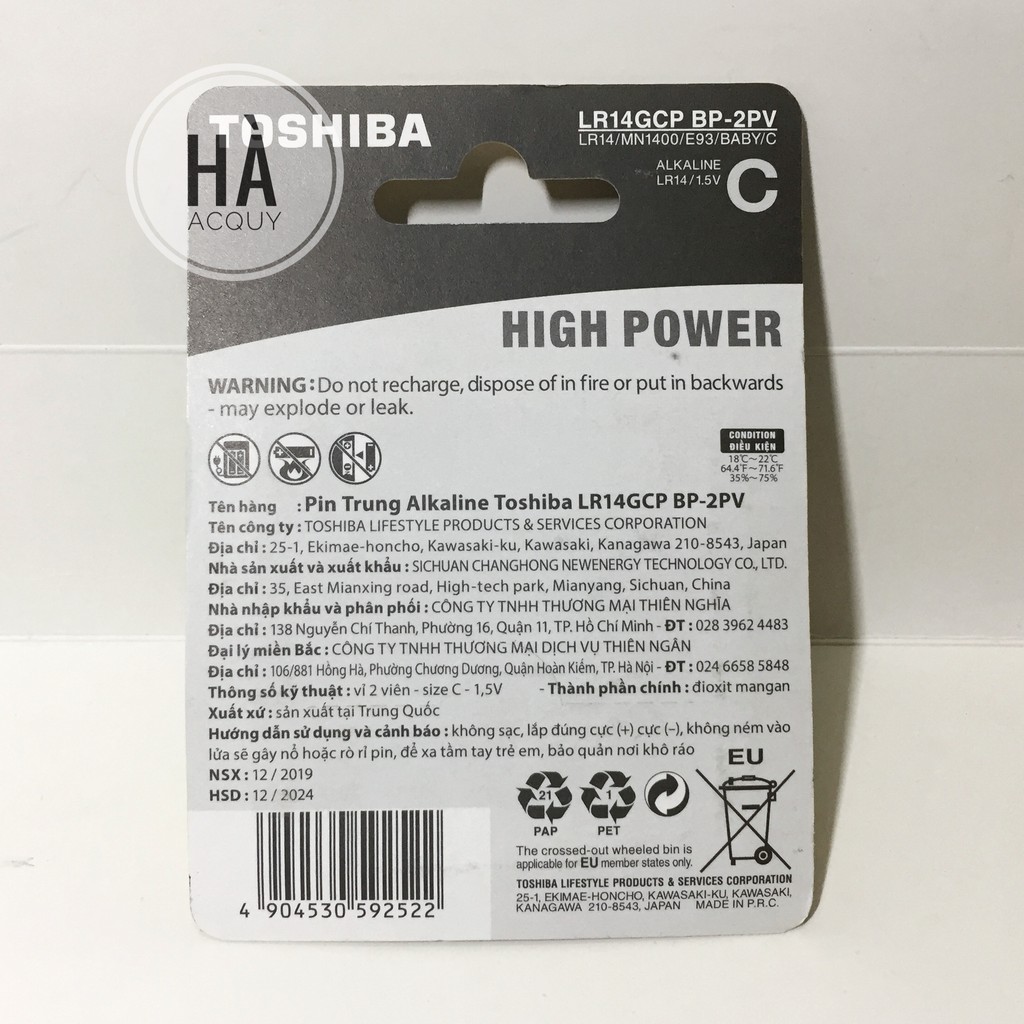 TOSHIBA
HÀ
ACQUY
LR14GCP BP-2PV
LR14/MN1400/E93/BABY/C
ALKALINE
LR14/1.5V
C
HIGH POWER
WARNING: Do not recharge, dispose of in fire or put in backwards
- may explode or leak.
CONDITION
ĐIỀU KIỆN
18℃~22℃
64.4℉~71.6℉
35%~75%
Tên hàng : Pin Trung Alkaline Toshiba LR14GCP BP-2PV
Tên công ty : TOSHIBA LIFESTYLE PRODUCTS & SERVICES CORPORATION
Địa chỉ : 25-1, Ekimae-honcho, Kawasaki-ku, Kawasaki, Kanagawa 210-8543, Japan
Nhà sản xuất và xuất khẩu : SICHUAN CHANGHONG NEWENERGY TECHNOLOGY CO., LTD.
Địa chỉ : 35, East Mianxing road, High-tech park, Mianyang, Sichuan, China
Nhà nhập khẩu và phân phối : CÔNG TY TNHH THƯƠNG MẠI THIÊN NGHĨA
Địa chỉ : 138 Nguyễn Chí Thanh, Phường 16, Quận 11, TP. Hồ Chí Minh - ĐT : 028 3962 4483
Đại lý miền Bắc : CÔNG TY TNHH THƯƠNG MẠI DỊCH VỤ THIÊN NGÂN
Địa chỉ : 106/881 Hồng Hà, Phường Chương Dương, Quận Hoàn Kiếm, TP. Hà Nội - ĐT : 024 6658 5848
Thông số kỹ thuật : vỉ 2 viên - size C - 1,5V - Thành phần chính : đioxit mangan
Xuất xứ : sản xuất tại Trung Quốc
Hướng dẫn sử dụng và cảnh báo : không sạc, lắp đúng cực (+) cực (–), không ném vào
lửa sẽ gây nổ hoặc rò rỉ pin, để xa tầm tay trẻ em, bảo quản nơi khô ráo
NSX : 12 / 2019
HSD : 12 / 2024
EU
21
PAP
1
PET
The crossed-out wheeled bin is
applicable for EU member states only.
TOSHIBA LIFESTYLE PRODUCTS & SERVICES CORPORATION
25-1, EKIMAE-HONCHO, KAWASAKI-KU, KAWASAKI,
KANAGAWA 210-8543, JAPAN MADE IN P.R.C.
4 904530 592522